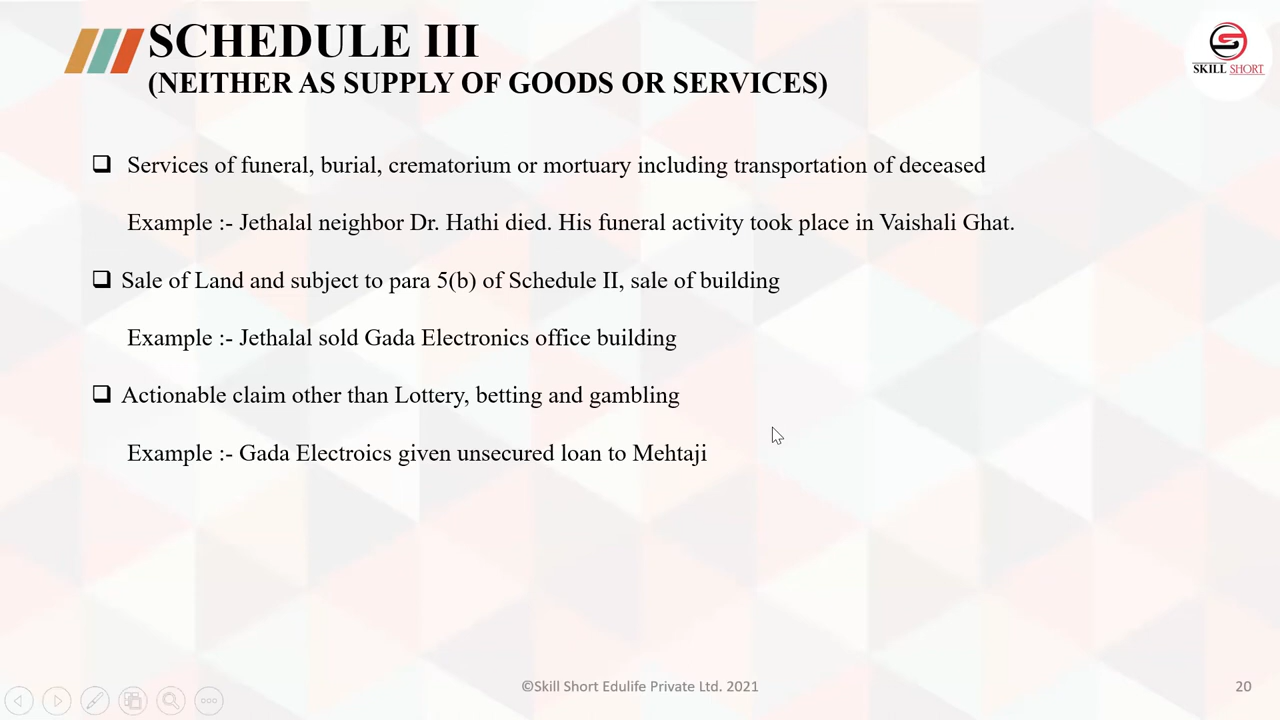 SCHEDULE III
(NEITHER AS SUPPLY OF GOODS OR SERVICES)
SKILL SHORT
Services of funeral, burial, crematorium or mortuary including transportation of deceased
Example :- Jethalal neighbor Dr. Hathi died. His funeral activity took place in Vaishali Ghat.
Sale of Land and subject to para 5(b) of Schedule II, sale of building
Example :- Jethalal sold Gada Electronics office building
Actionable claim other than Lottery, betting and gambling
Example :- Gada Electroics given unsecured loan to Mehtaji
©Skill Short Edulife Private Ltd. 2021
20